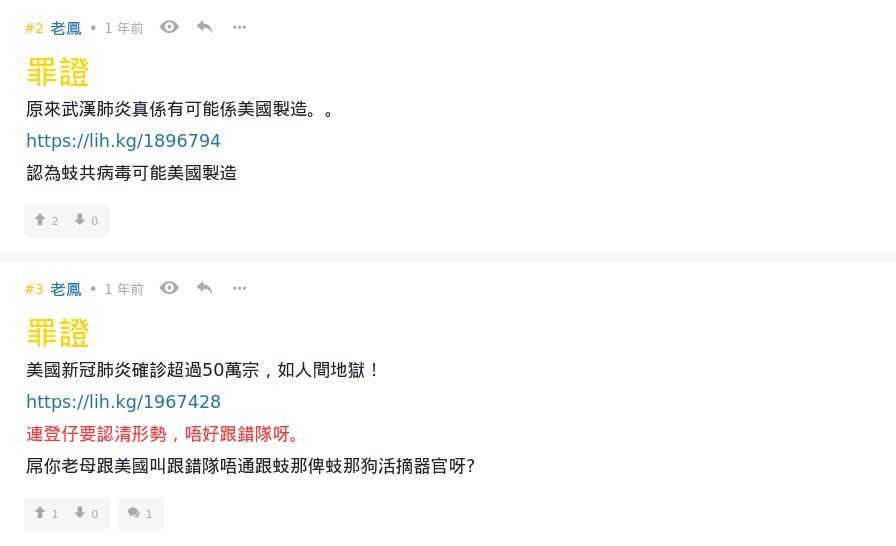 #2 老鳳 • 1 年前
罪證
原來武漢肺炎真係有可能係美國製造。。
https://lih.kg/1896794
認為蚑共病毒可能美國製造
2 0
#3 老鳳 • 1 年前
罪證
美國新冠肺炎確診超過50萬宗，如人間地獄！
https://lih.kg/1967428
連登仔要認清形勢，唔好跟錯隊呀。
屌你老母跟美國叫跟錯隊唔通跟蚑那俾蚑那狗活摘器官呀?
1 0 1